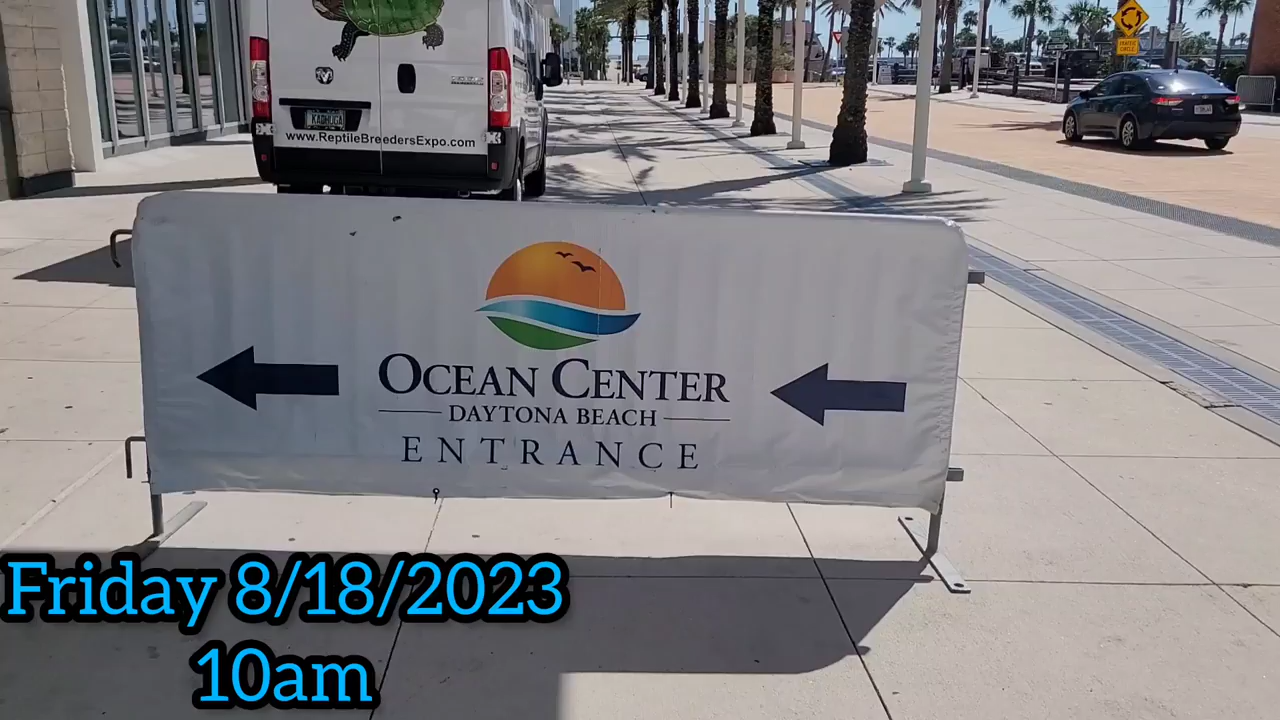 www.ReptileBreedersExpo.com
OCEAN CENTER
DAYTONA BEACH
ENTRANCE
Friday 8/18/2023
10am